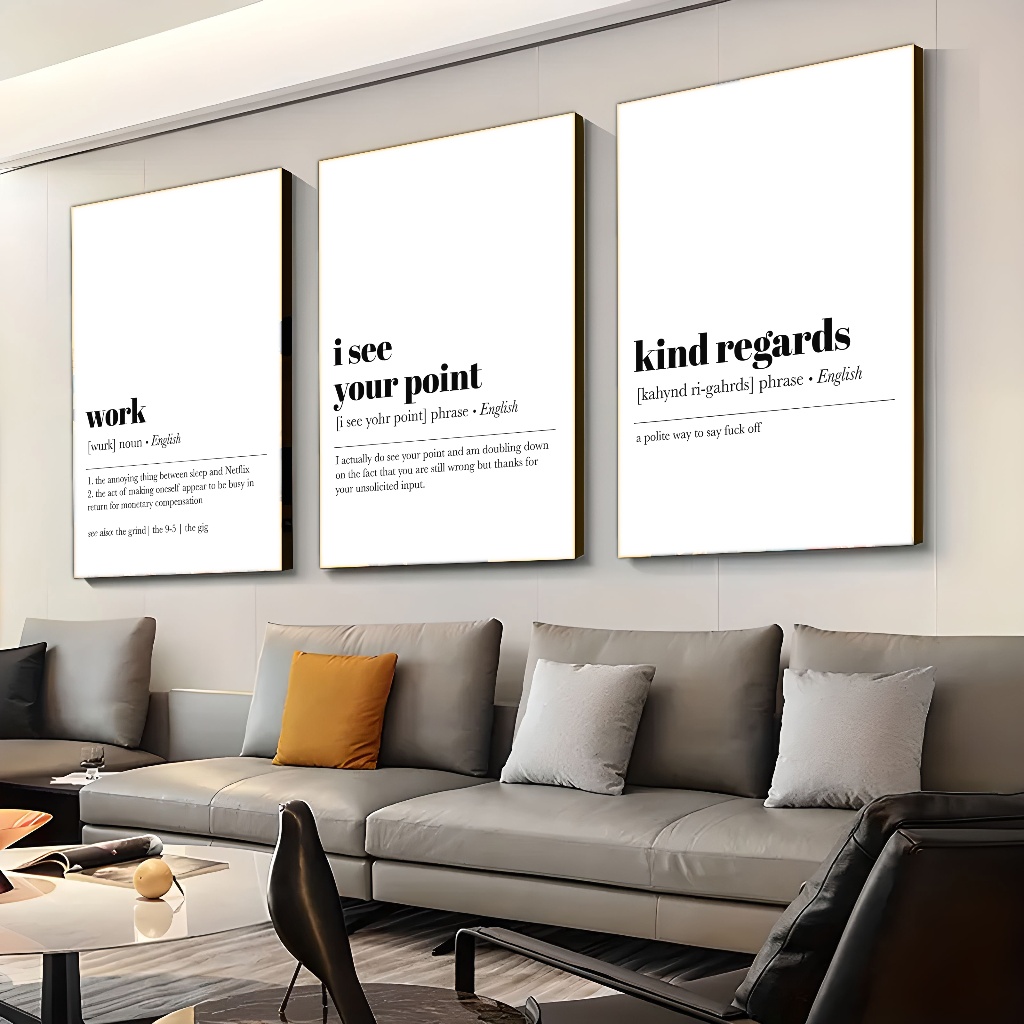 work
[wurk] noun • English
1. the annoying thing between sleep and Netflix
2. the act of making oneself appear to be busy in
return for monetary compensation
see also: the grind | the 9-5 | the gig
i see
your point
[i see yohr point] phrase • English
I actually do see your point and am doubling down
on the fact that you are still wrong but thanks for
your unsolicited input.
kind regards
[kahynd ri-gahrds] phrase • English
a polite way to say fuck off